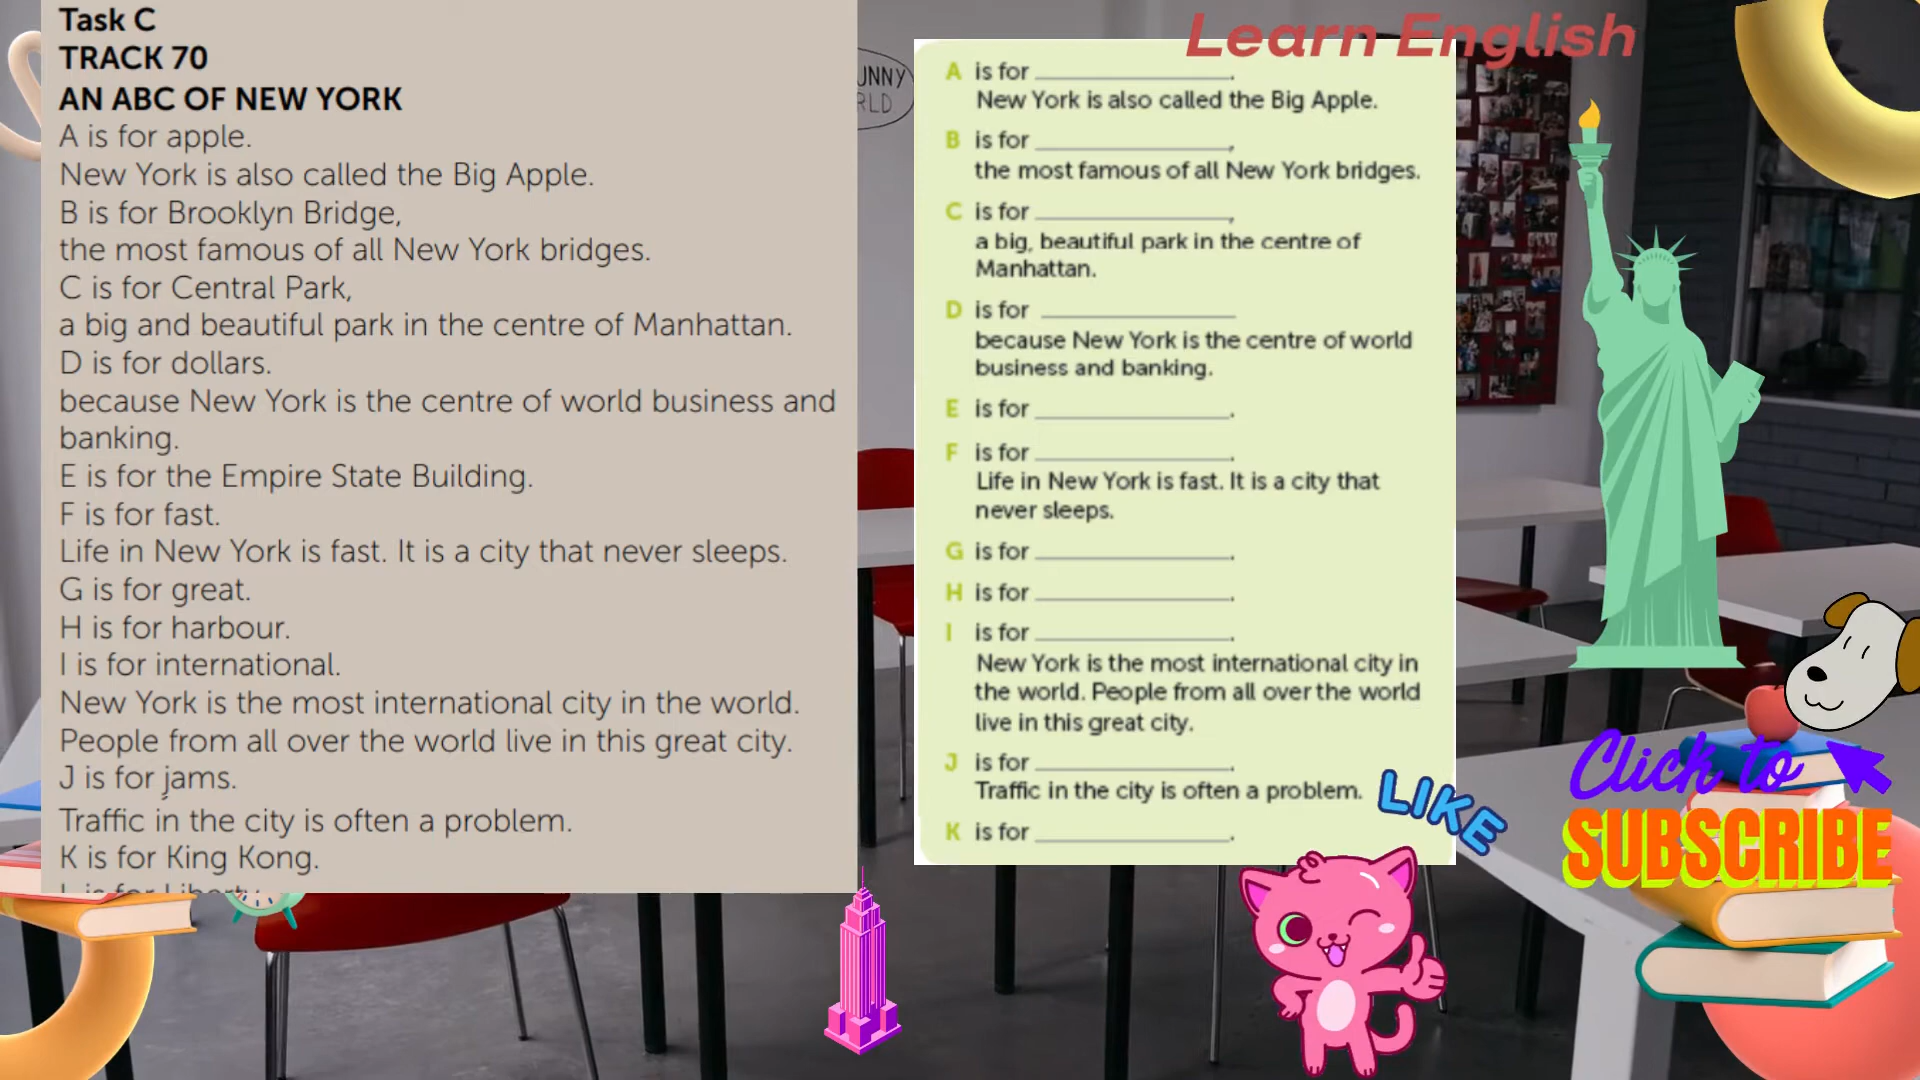 Task C
TRACK 70
AN ABC OF NEW YORK
A is for apple.
New York is also called the Big Apple.
B is for Brooklyn Bridge,
the most famous of all New York bridges.
C is for Central Park,
a big and beautiful park in the centre of Manhattan.
D is for dollars.
because New York is the centre of world business and
banking.
E is for the Empire State Building.
F is for fast.
Life in New York is fast. It is a city that never sleeps.
G is for great.
H is for harbour.
I is for international.
New York is the most international city in the world.
People from all over the world live in this great city.
J is for jams.
Traffic in the city is often a problem.
K is for King Kong.
Learn English
A is for ______________.
New York is also called the Big Apple.
B is for ______________,
the most famous of all New York bridges.
C is for ______________,
a big, beautiful park in the centre of
Manhattan.
D is for ______________
because New York is the centre of world
business and banking.
E is for ______________.
F is for ______________.
Life in New York is fast. It is a city that
never sleeps.
G is for ______________.
H is for ______________.
I is for ______________.
New York is the most international city in
the world. People from all over the world
live in this great city.
J is for ______________.
Traffic in the city is often a problem.
K is for ______________.
LIKE
Click to
SUBSCRIBE